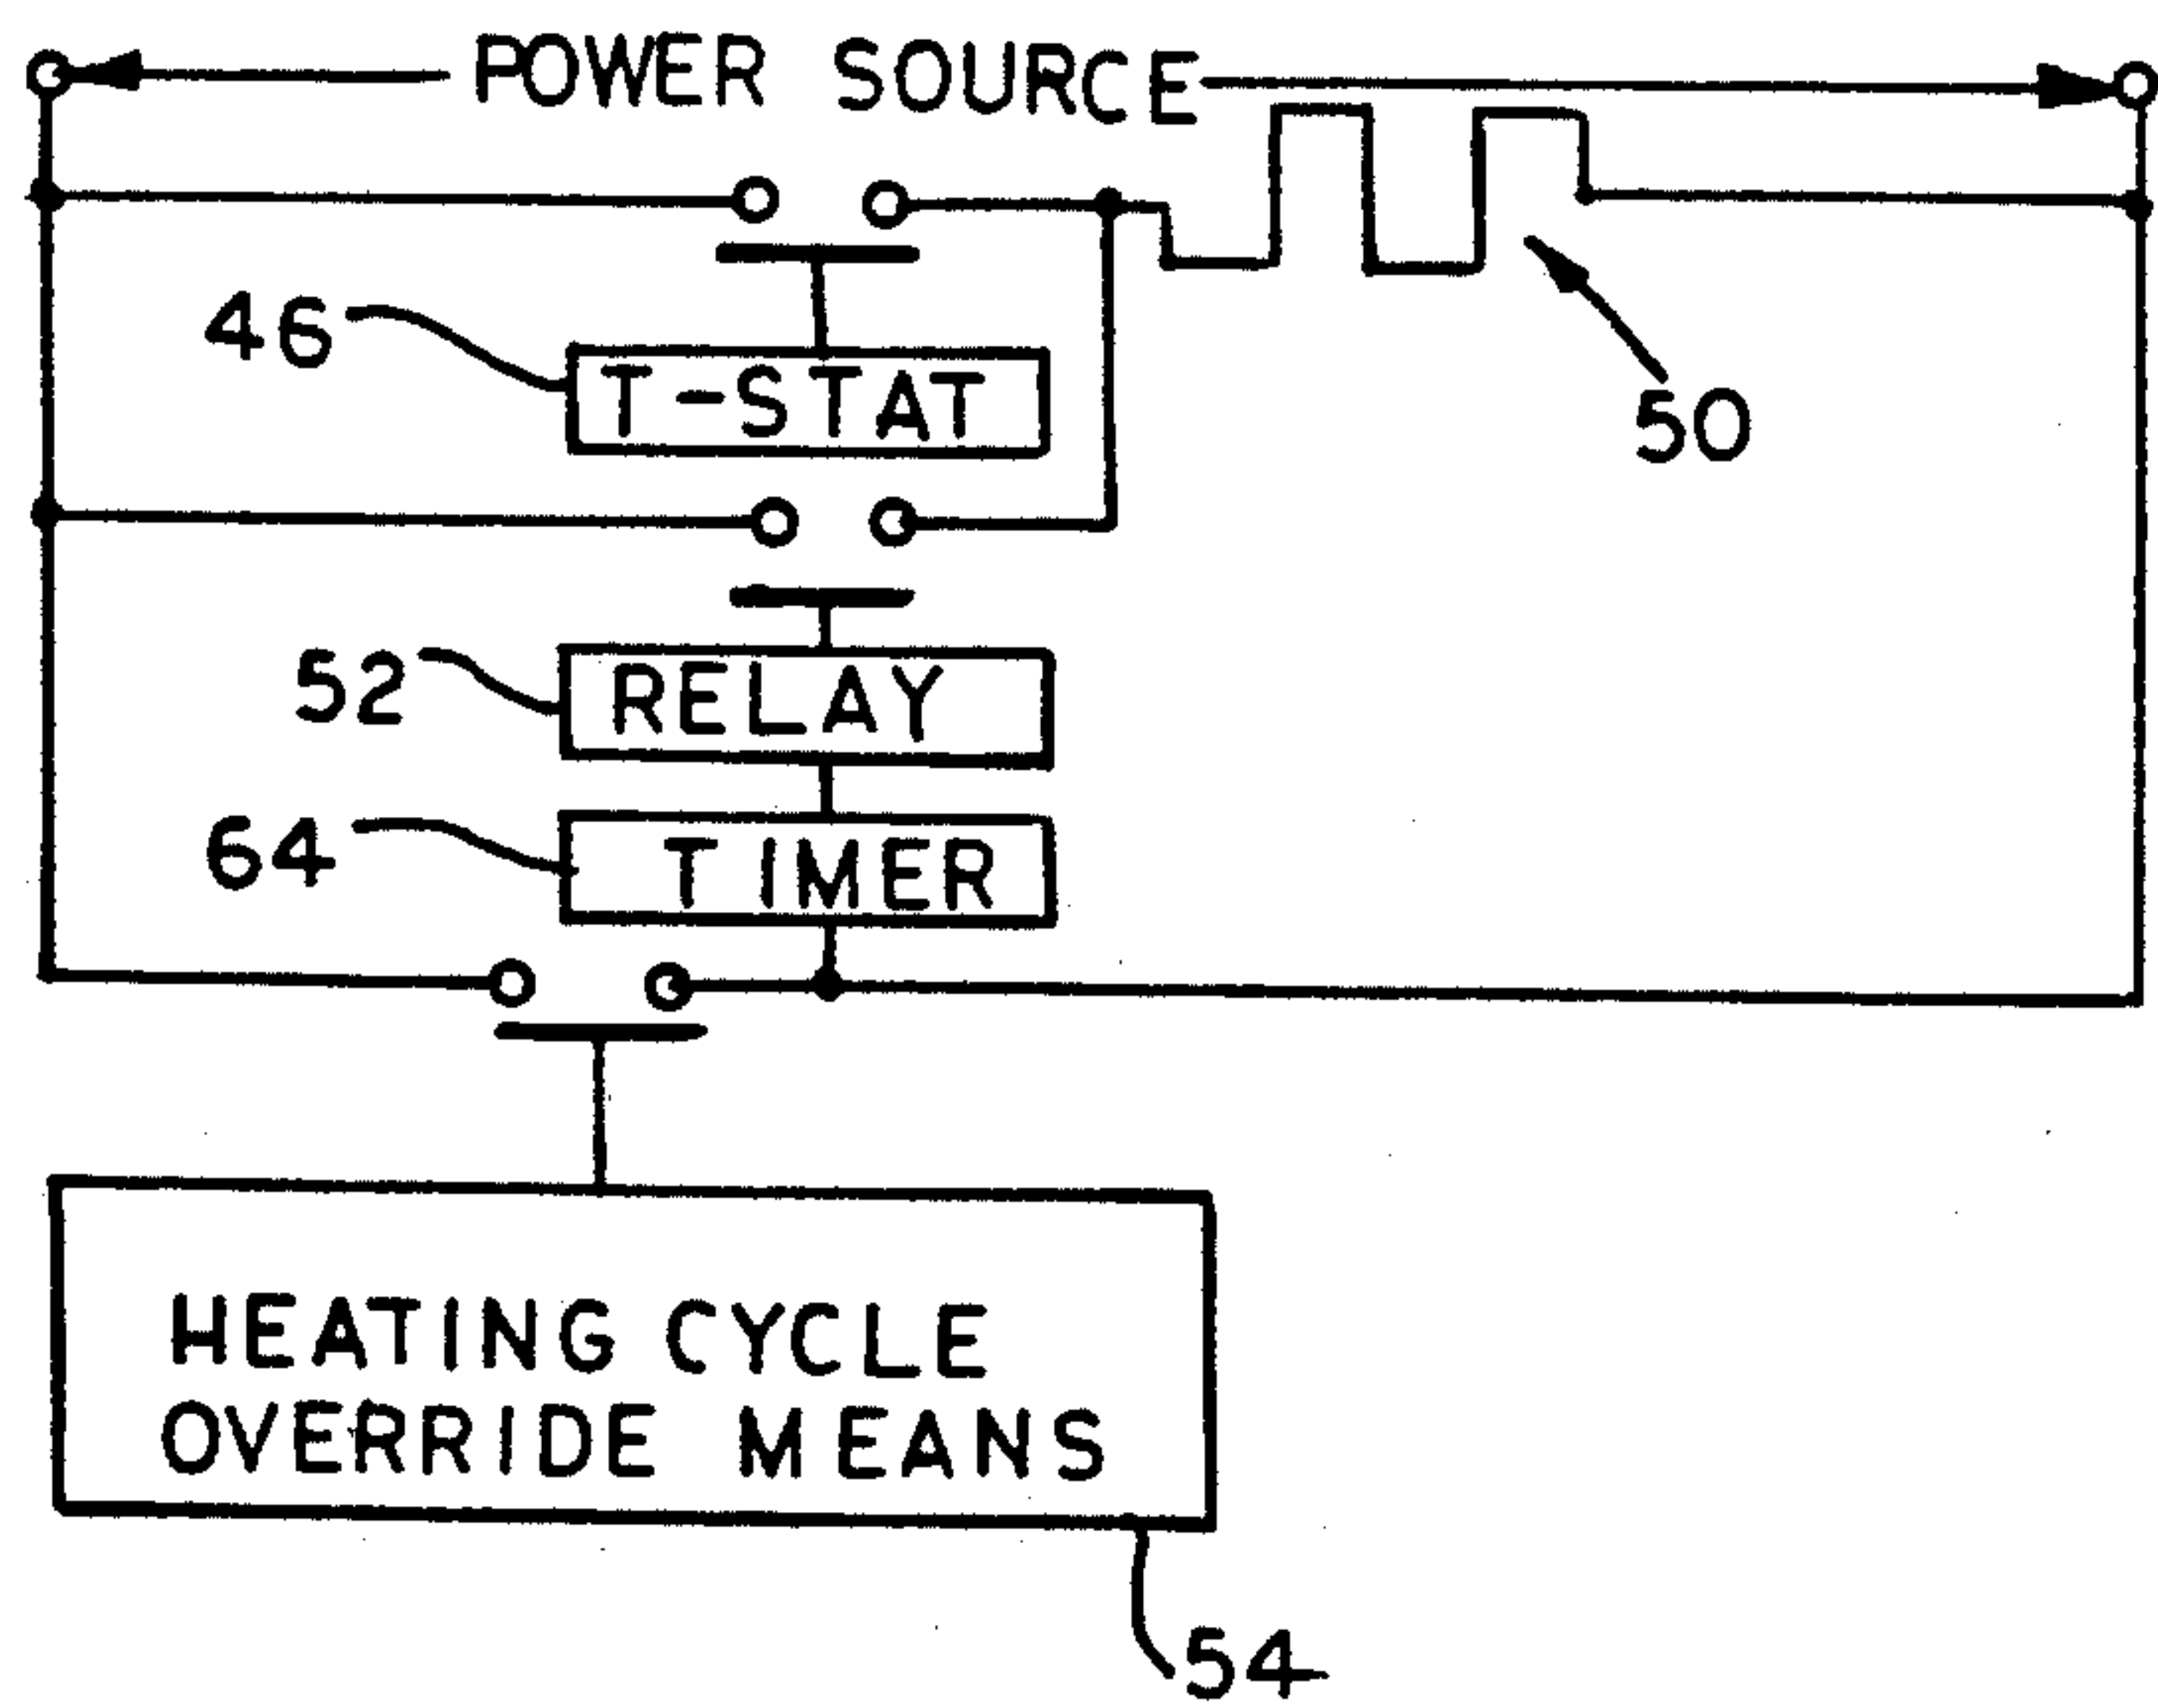 POWER SOURCE
46
T-STAT
50
52
RELAY
64
TIMER
HEATING CYCLE
OVERRIDE MEANS
54